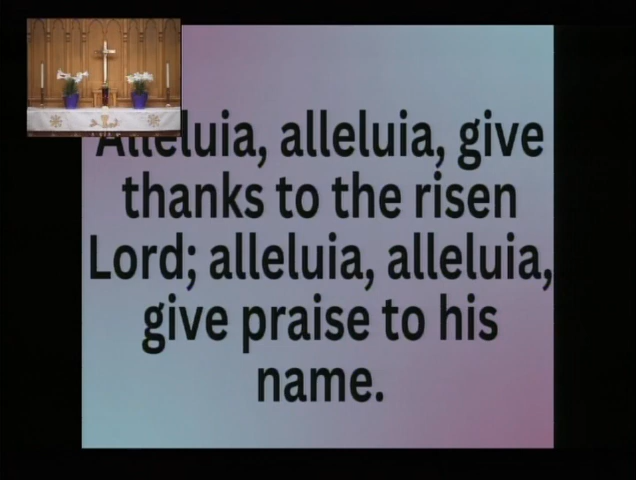 Alleluia, alleluia, give
thanks to the risen
Lord; alleluia, alleluia,
give praise to his
name.